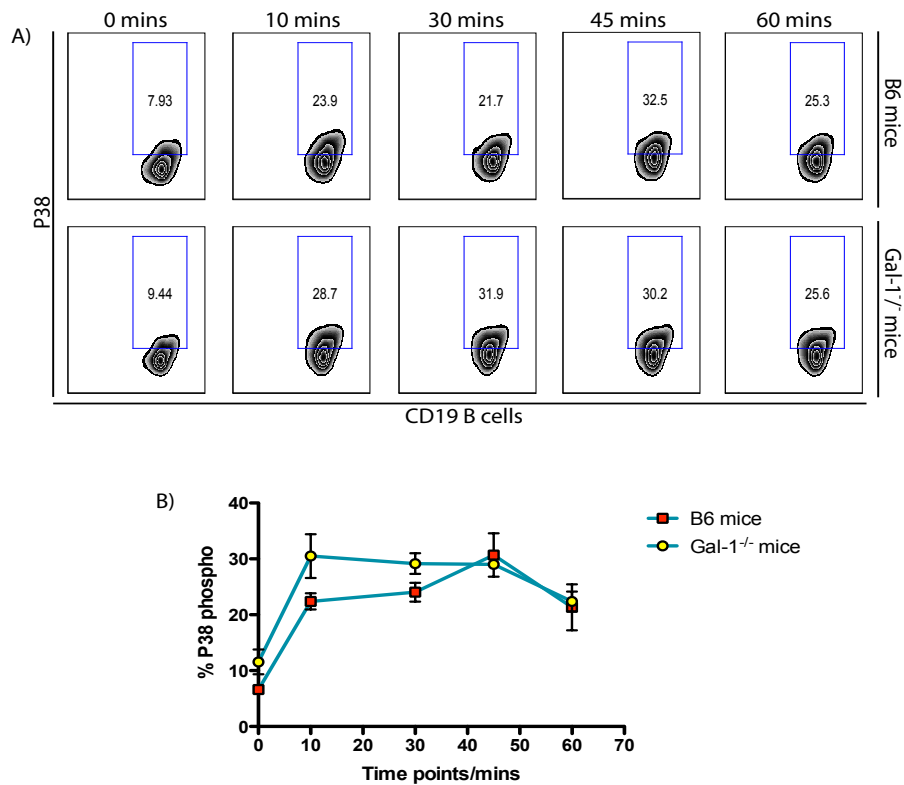 A)
0 mins 10 mins 30 mins 45 mins 60 mins
7.93 23.9 21.7 32.5 25.3
B6 mice
9.44 28.7 31.9 30.2 25.6
Gal-1⁻/⁻ mice
P38
CD19 B cells
B)
B6 mice
Gal-1⁻/⁻ mice
% P38 phospho
40
30
20
10
0
0 10 20 30 40 50 60 70
Time points/mins